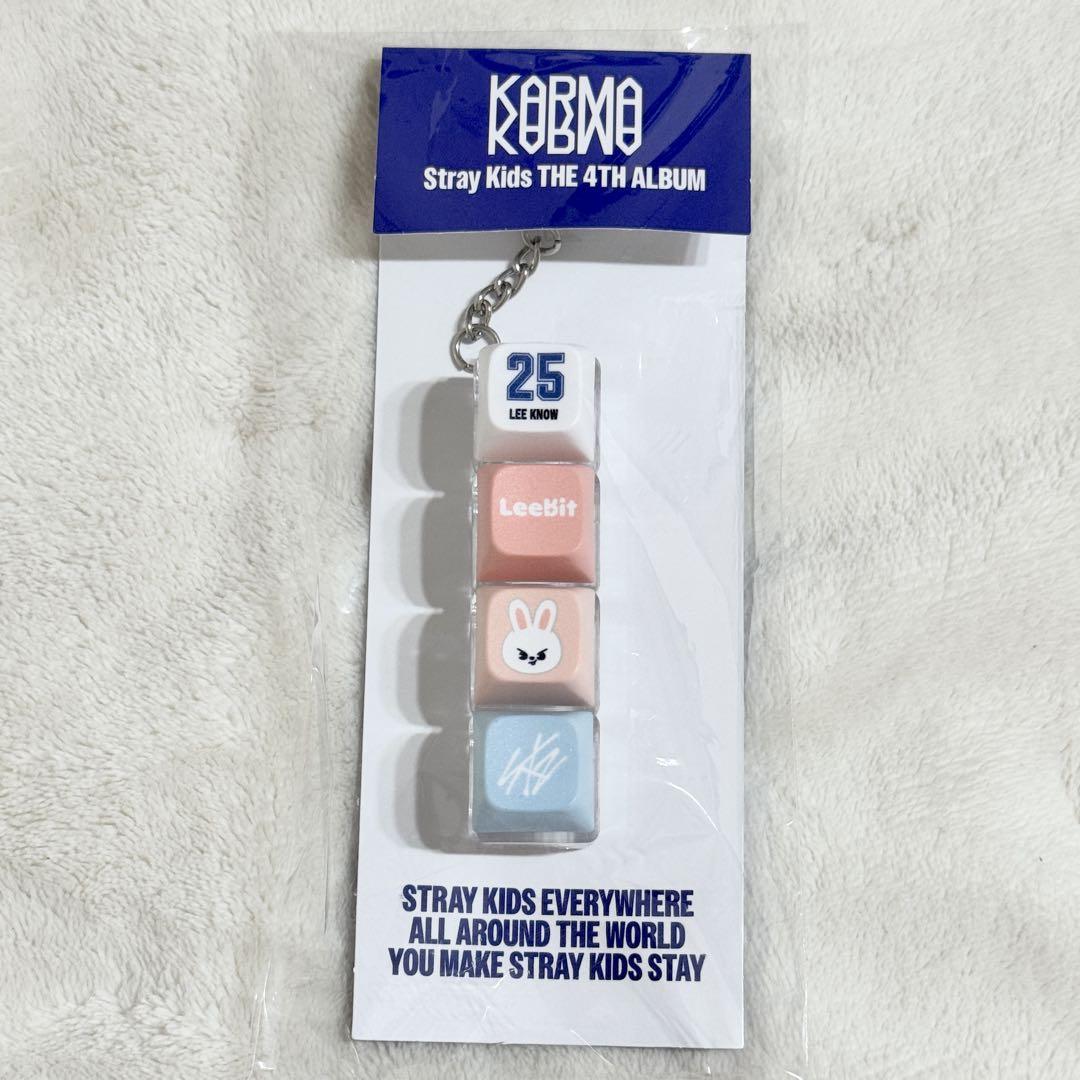 KARMA
Stray Kids THE 4TH ALBUM
25
LEE KNOW
LeeBit
SKZ
STRAY KIDS EVERYWHERE
ALL AROUND THE WORLD
YOU MAKE STRAY KIDS STAY